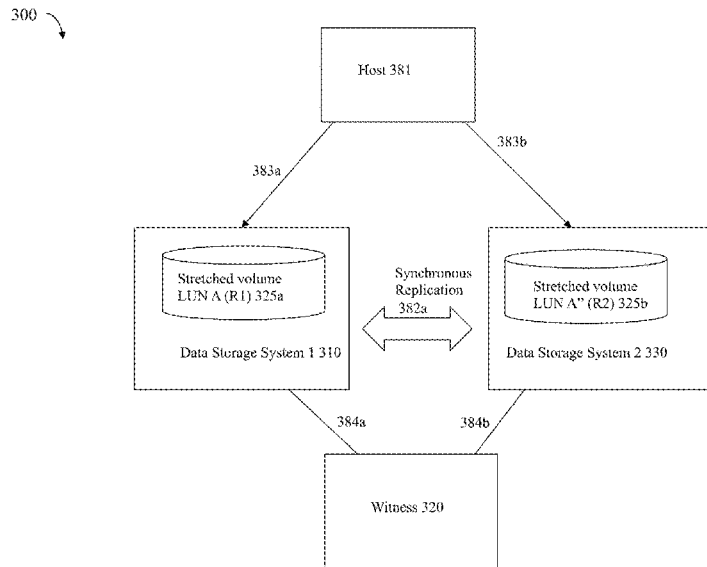 300
Host 381
383a
383b
Stretched volume
LUN A (R1) 325a
Data Storage System 1 310
Synchronous
Replication
382a
Stretched volume
LUN A" (R2) 325b
Data Storage System 2 330
384a
384b
Witness 320